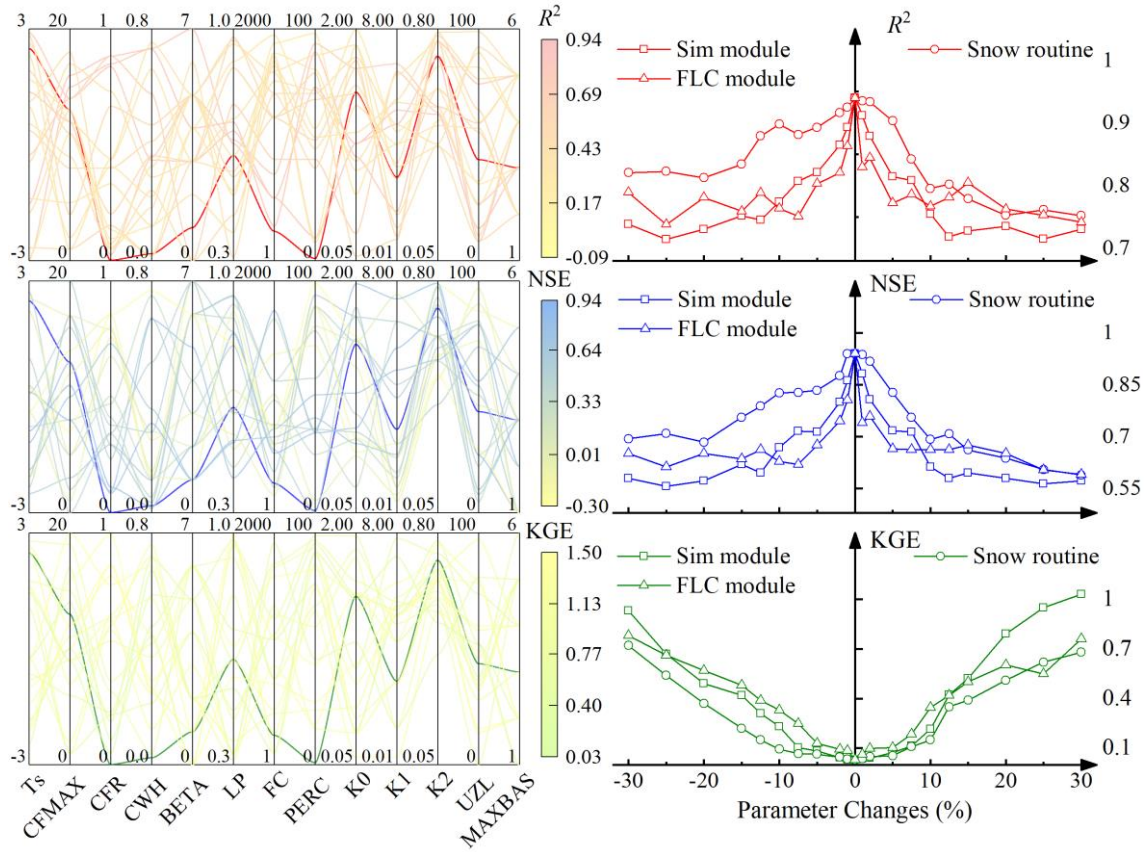 3 20 1 0.8 7 1.0 2000 100 2.00 8.00 0.80 100 6
R²
0.94
0.69
0.43
0.17
-0.09
-3 0 0 0.0 0 0.3 1 0 0.05 0.01 0.05 0 1
20 1 0.8 7 1.0 2000 100 2.00 8.00 0.80 100 6
3
NSE
0.94
0.64
0.33
0.01
-0.30
-3 0 0 0.0 0 0.3 1 0 0.05 0.01 0.05 0 1
20 1 0.8 7 1.0 2000 100 2.00 8.00 0.80 100 6
3
KGE
1.50
1.13
0.77
0.40
0.03
-3 0 0 0.0 0 0.3 1 0 0.05 0.01 0.05 0 1
Ts
CFMAX
CFR
CWH
BETA
LP
FC
PERC
K0
K1
K2
UZL
MAXBAS
R²
Sim module
FLC module
Snow routine
1
0.9
0.8
0.7
NSE
Sim module
FLC module
Snow routine
1
0.85
0.7
0.55
KGE
Sim module
FLC module
Snow routine
1
0.7
0.4
0.1
-30 -20 -10 0 10 20 30
Parameter Changes (%)